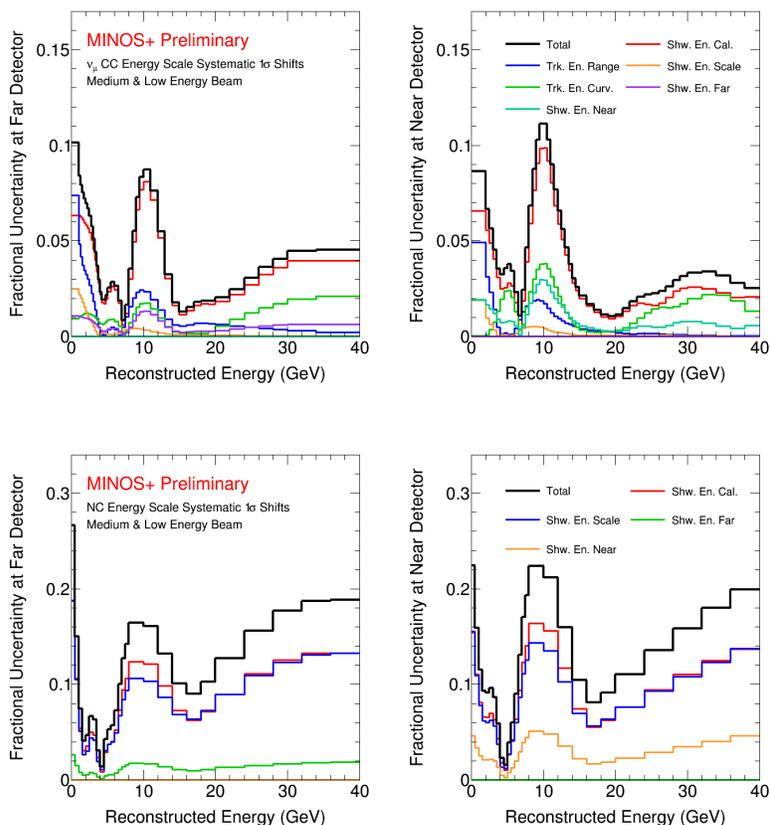 MINOS+ Preliminary
νμ CC Energy Scale Systematic 1σ Shifts
Medium & Low Energy Beam
Fractional Uncertainty at Far Detector
0.15
0.1
0.05
0
0 10 20 30 40
Reconstructed Energy (GeV)
Total
Trk. En. Range
Trk. En. Curv.
Shw. En. Near
Shw. En. Cal.
Shw. En. Scale
Shw. En. Far
Fractional Uncertainty at Near Detector
0.15
0.1
0.05
0
0 10 20 30 40
Reconstructed Energy (GeV)
MINOS+ Preliminary
NC Energy Scale Systematic 1σ Shifts
Medium & Low Energy Beam
Fractional Uncertainty at Far Detector
0.3
0.2
0.1
0
0 10 20 30 40
Reconstructed Energy (GeV)
Total
Shw. En. Scale
Shw. En. Near
Shw. En. Cal.
Shw. En. Far
Fractional Uncertainty at Near Detector
0.3
0.2
0.1
0
0 10 20 30 40
Reconstructed Energy (GeV)